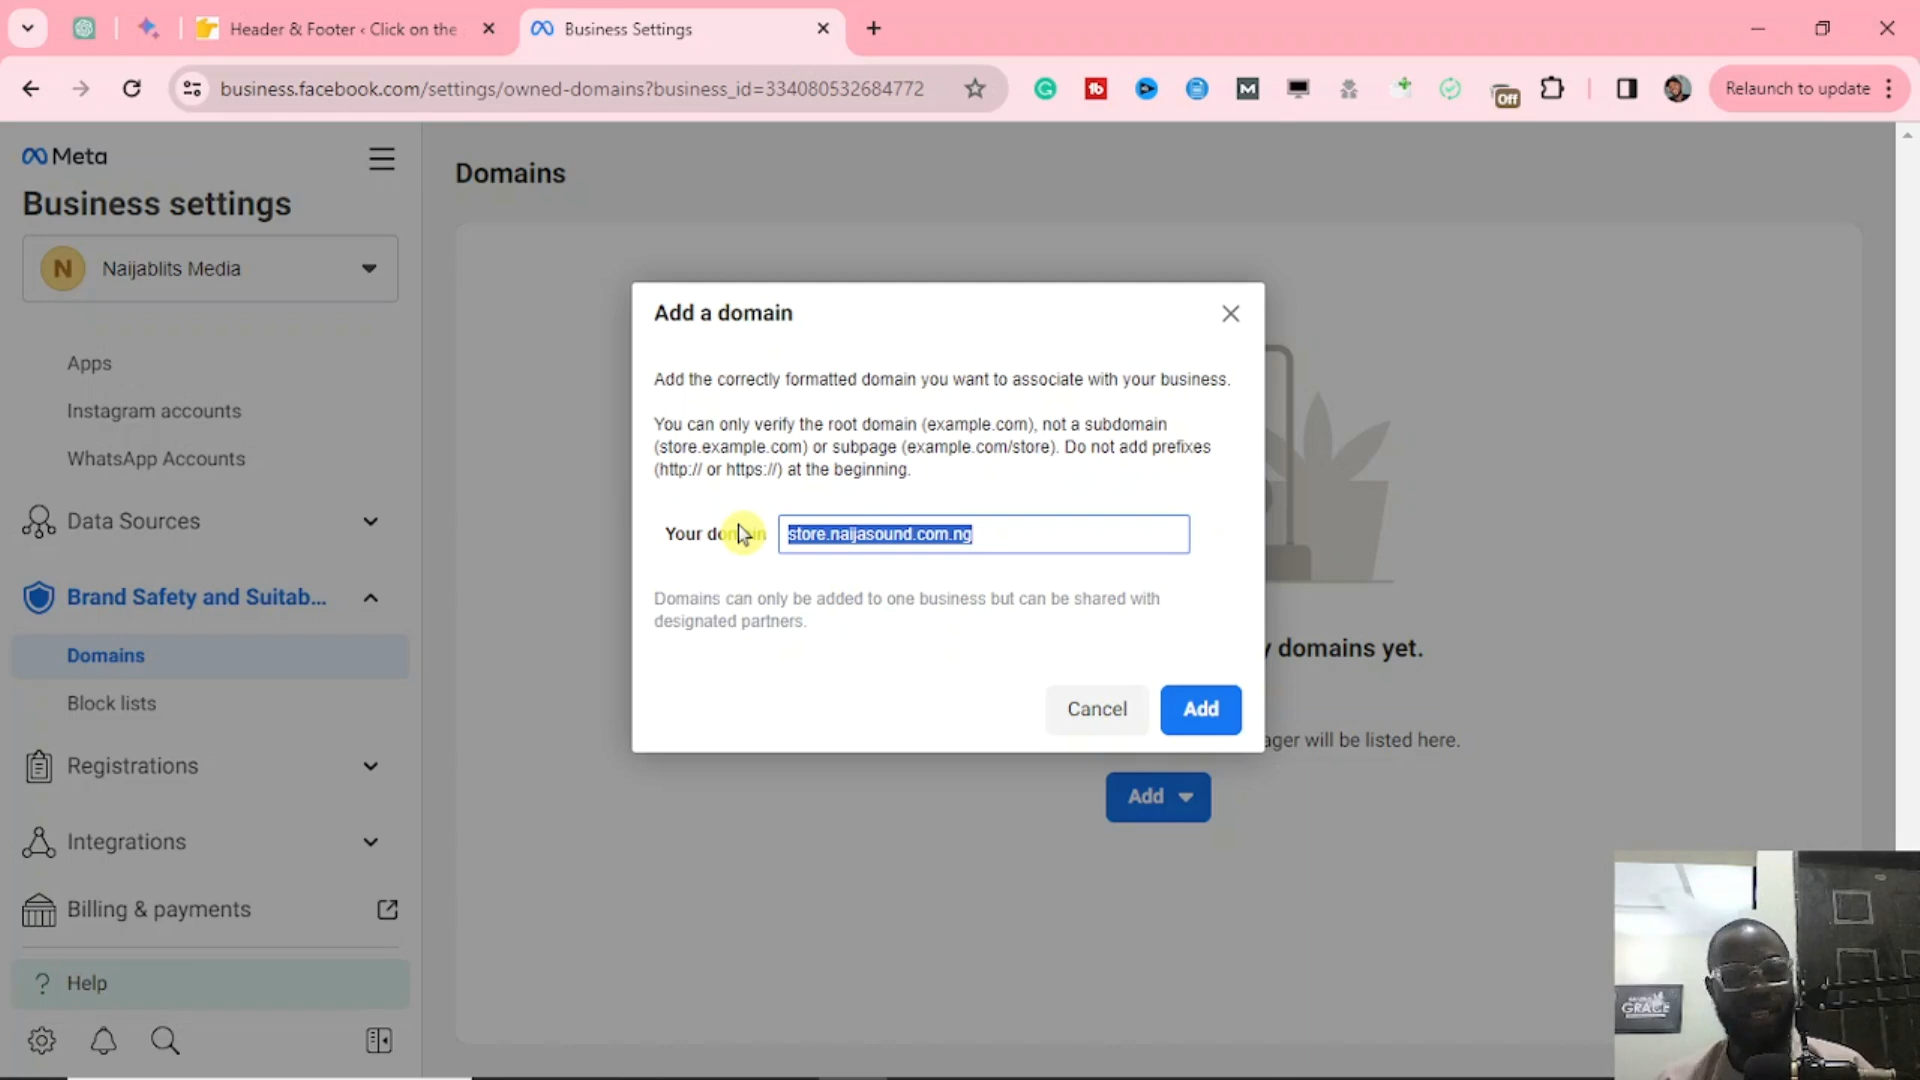 Header & Footer ‹ Click on the
Business Settings
business.facebook.com/settings/owned-domains?business_id=334080532684772
Off
Relaunch to update
Meta
Business settings
N Naijablits Media
Apps
Instagram accounts
WhatsApp Accounts
Data Sources
Brand Safety and Suitab...
Domains
Block lists
Registrations
Integrations
Billing & payments
? Help
Domains
Add a domain
Add the correctly formatted domain you want to associate with your business.
You can only verify the root domain (example.com), not a subdomain
(store.example.com) or subpage (example.com/store). Do not add prefixes
(http:// or https://) at the beginning.
Your domain
store.naijasound.com.ng
Domains can only be added to one business but can be shared with
designated partners.
Cancel
Add
y domains yet.
ager will be listed here.
Add
GRACE